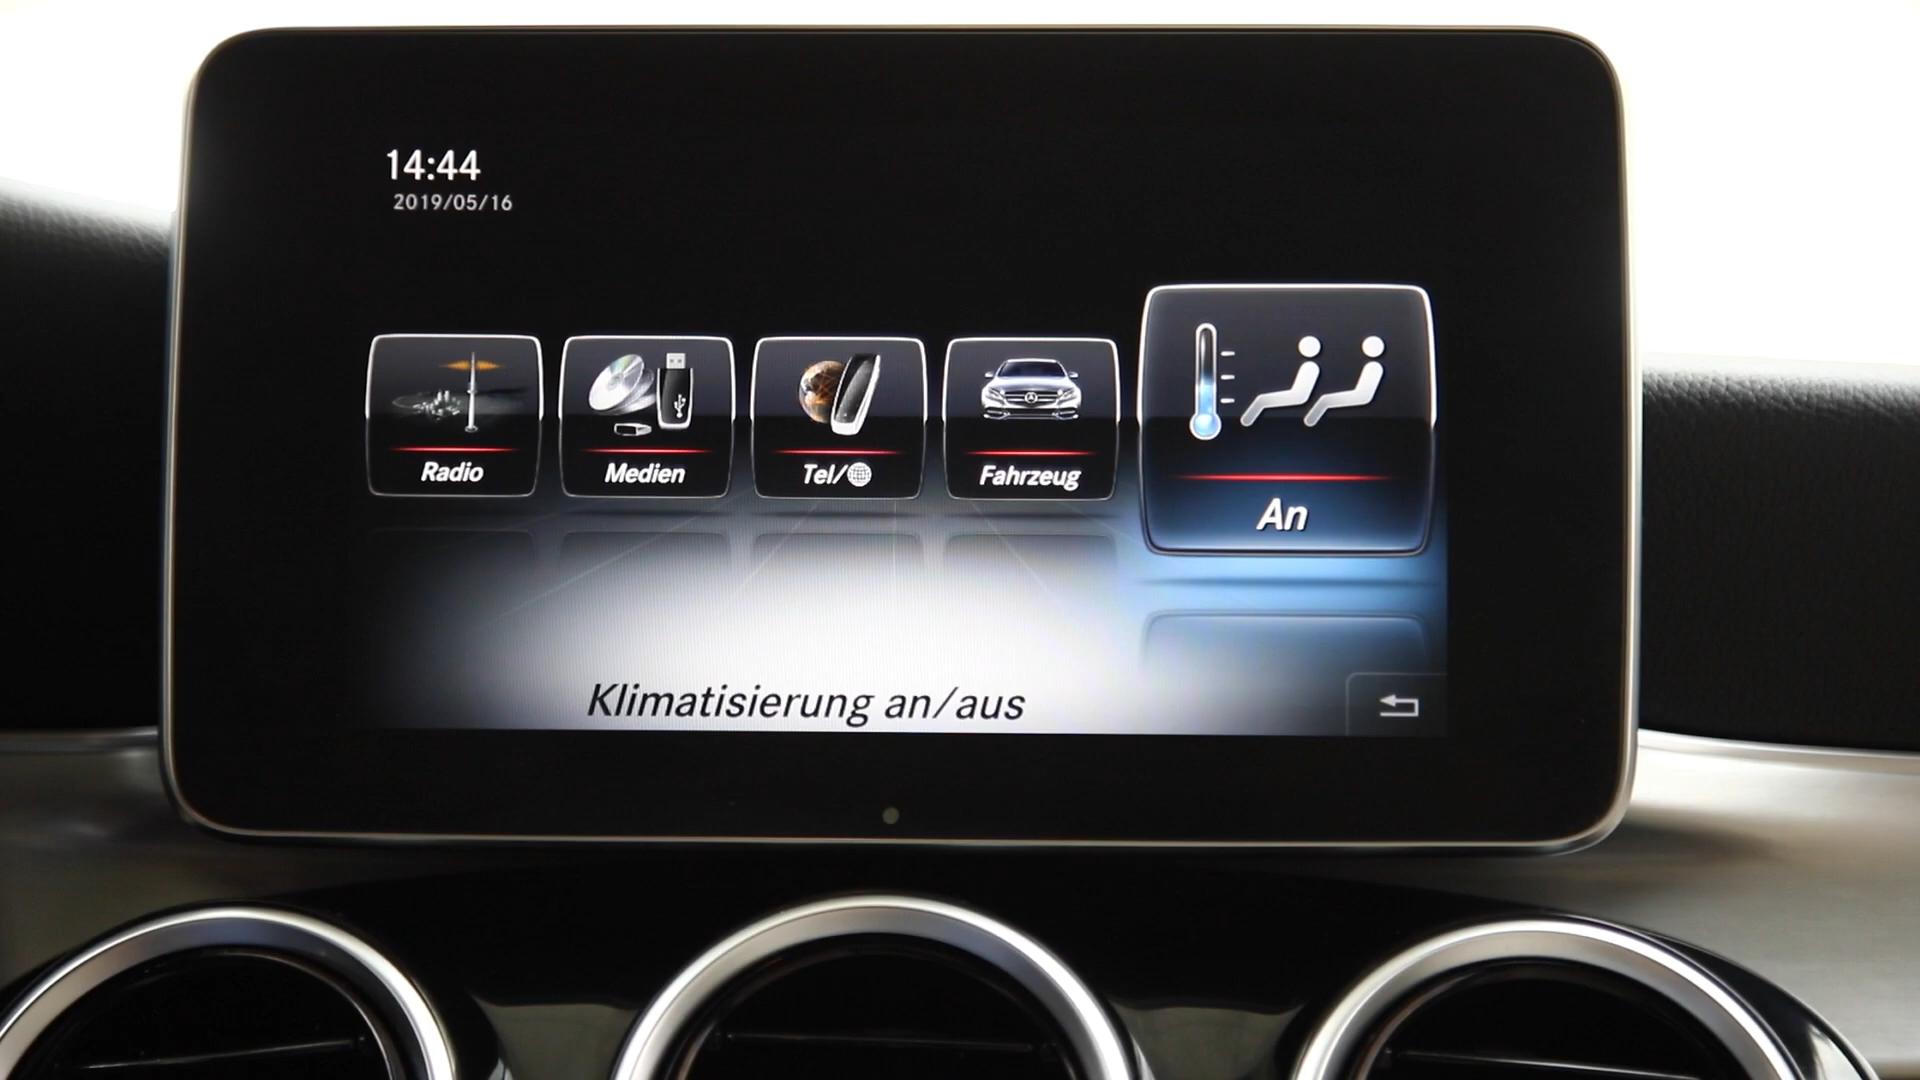 14:44
2019/05/16
Radio
Medien
Tel/
Fahrzeug
An
Klimatisierung an/aus